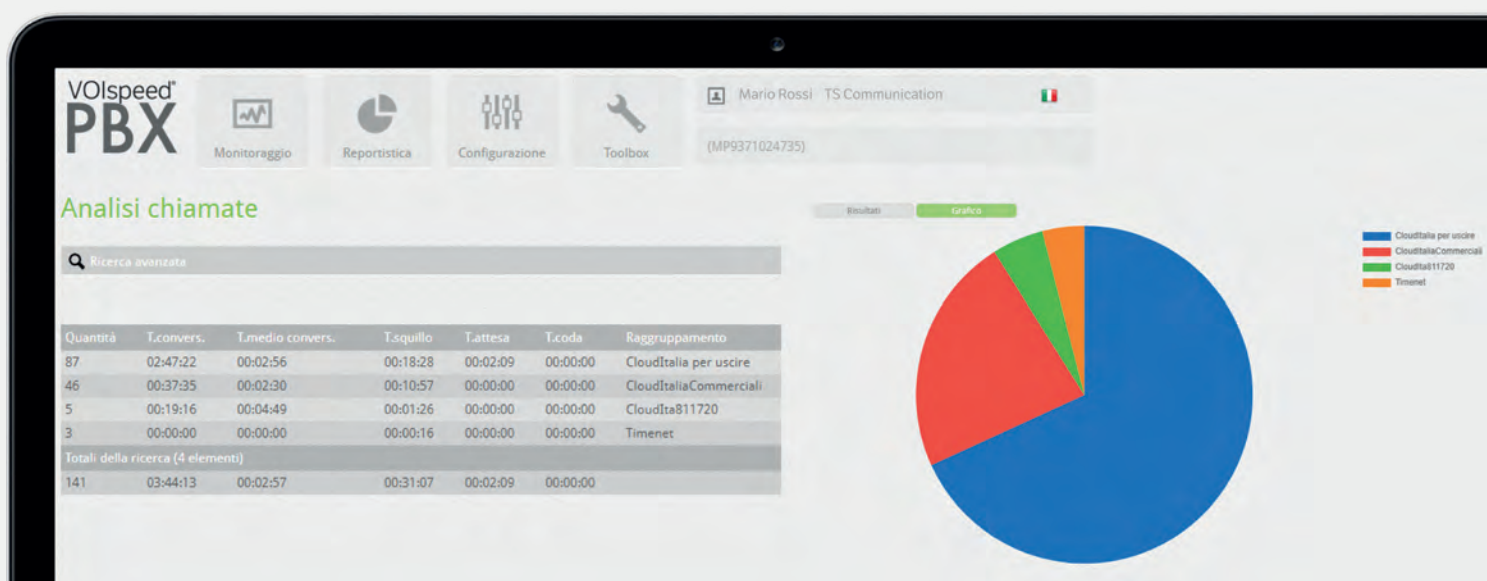 VOIspeed®
PBX
Monitoraggio
Reportistica
Configurazione
Toolbox
Mario Rossi TS Communication
(MP9371024735)
Analisi chiamate
Risultati
Grafico
Ricerca avanzata
Quantità T.convers. T.medio convers. T.squillo T.attesa T.coda Raggruppamento
87 02:47:22 00:02:56 00:18:28 00:02:09 00:00:00 CloudItalia per uscire
46 00:37:35 00:02:30 00:10:57 00:00:00 00:00:00 CloudItaliaCommerciali
5 00:19:16 00:04:49 00:01:26 00:00:00 00:00:00 CloudIta811720
3 00:00:00 00:00:00 00:00:16 00:00:00 00:00:00 Timenet
Totali della ricerca (4 elementi)
141 03:44:13 00:02:57 00:31:07 00:02:09 00:00:00
CloudItalia per uscire
CloudItaliaCommerciali
CloudIta811720
Timenet